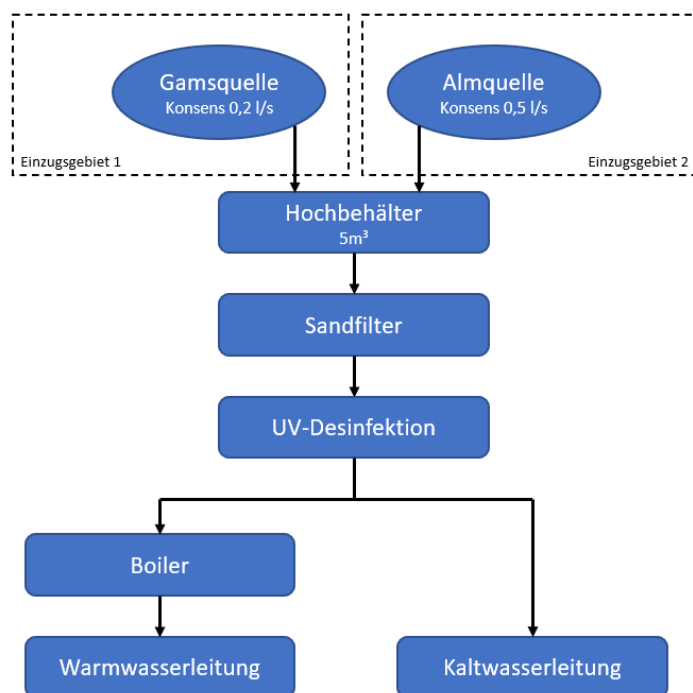 Gamsquelle
Konsens 0,2 l/s
Almquelle
Konsens 0,5 l/s
Einzugsgebiet 1
Einzugsgebiet 2
Hochbehälter
5m³
Sandfilter
UV-Desinfektion
Boiler
Warmwasserleitung
Kaltwasserleitung